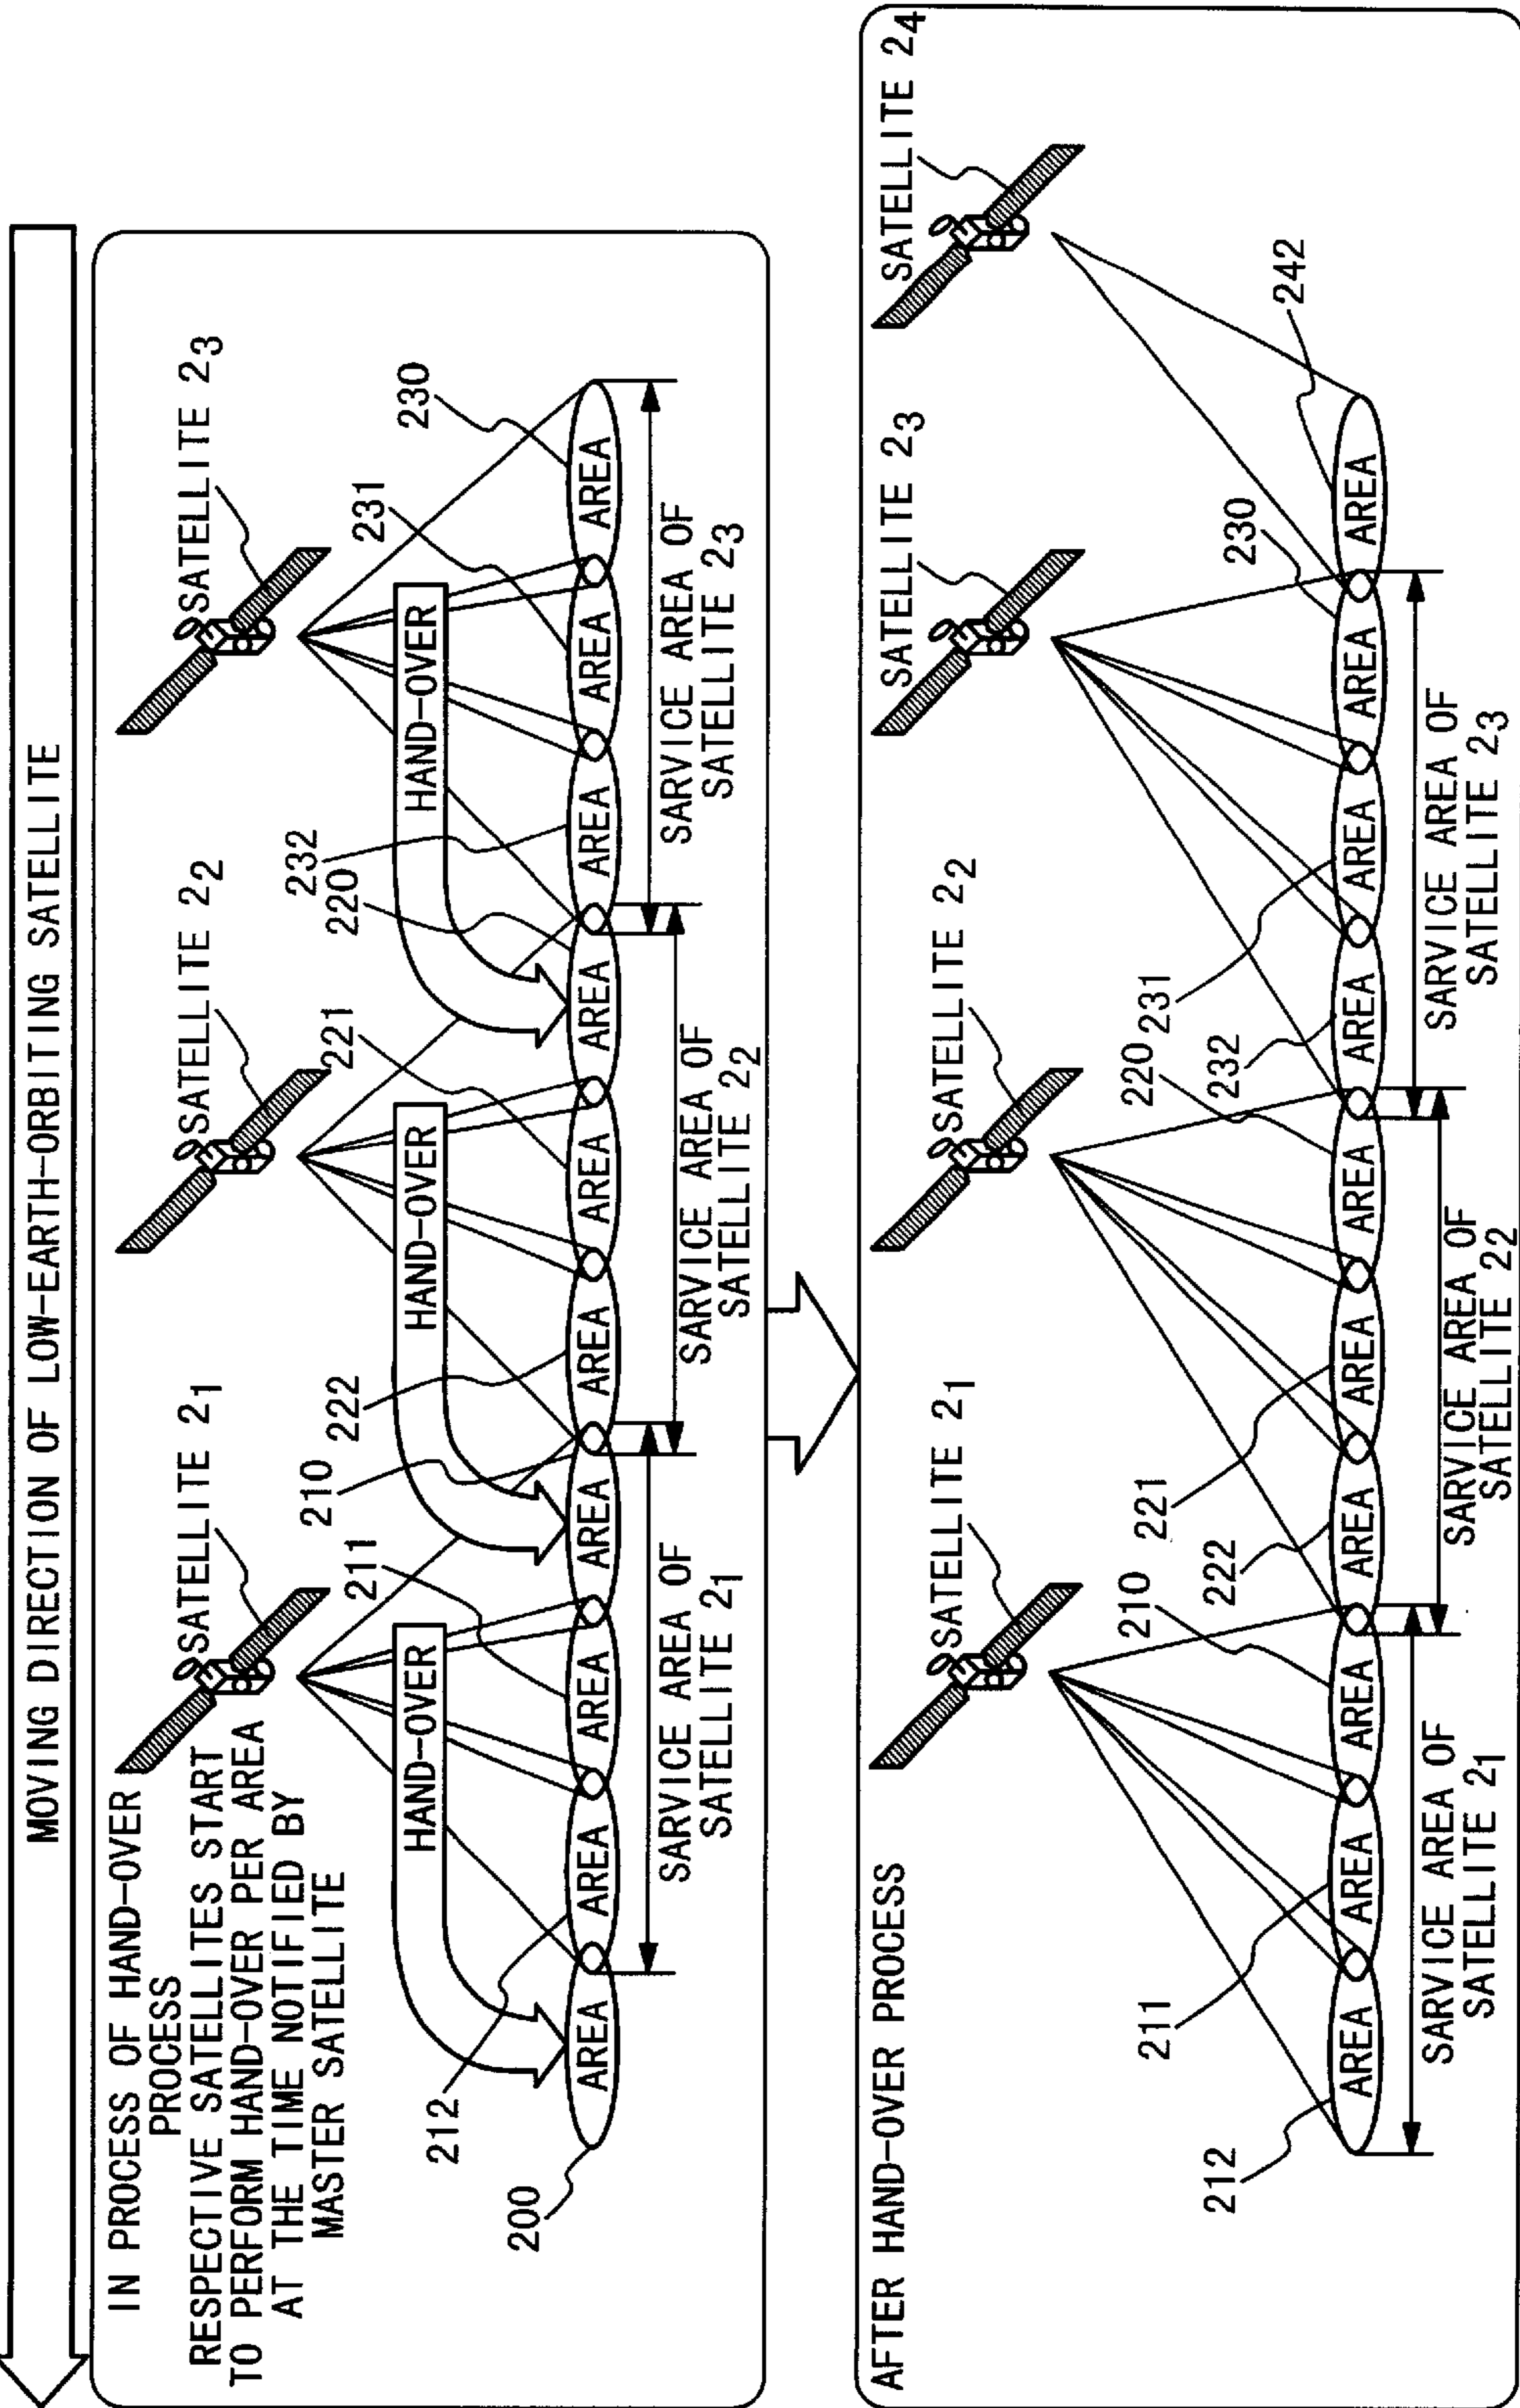 MOVING DIRECTION OF LOW-EARTH-ORBITING SATELLITE
IN PROCESS OF HAND-OVER
PROCESS
RESPECTIVE SATELLITES START
TO PERFORM HAND-OVER PER AREA
AT THE TIME NOTIFIED BY
MASTER SATELLITE
SATELLITE 2₁
SATELLITE 2₂
SATELLITE 2₃
HAND-OVER
HAND-OVER
HAND-OVER
200
212
211
210
222
221
220
232
231
230
AREA
AREA
AREA
AREA
AREA
AREA
AREA
AREA
AREA
AREA
SARVICE AREA OF
SATELLITE 2₁
SARVICE AREA OF
SATELLITE 2₂
SARVICE AREA OF
SATELLITE 2₃
AFTER HAND-OVER PROCESS
SATELLITE 2₁
SATELLITE 2₂
SATELLITE 2₃
SATELLITE 2₄
212
211
210
222
221
220
232
231
230
242
AREA
AREA
AREA
AREA
AREA
AREA
AREA
AREA
AREA
AREA
SARVICE AREA OF
SATELLITE 2₁
SARVICE AREA OF
SATELLITE 2₂
SARVICE AREA OF
SATELLITE 2₃